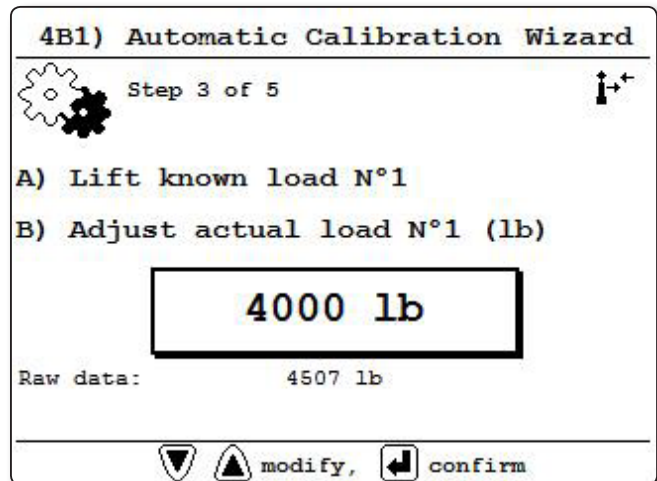 4B1) Automatic Calibration Wizard
Step 3 of 5
A) Lift known load N°1
B) Adjust actual load N°1 (lb)
4000 lb
Raw data: 4507 lb
modify, confirm